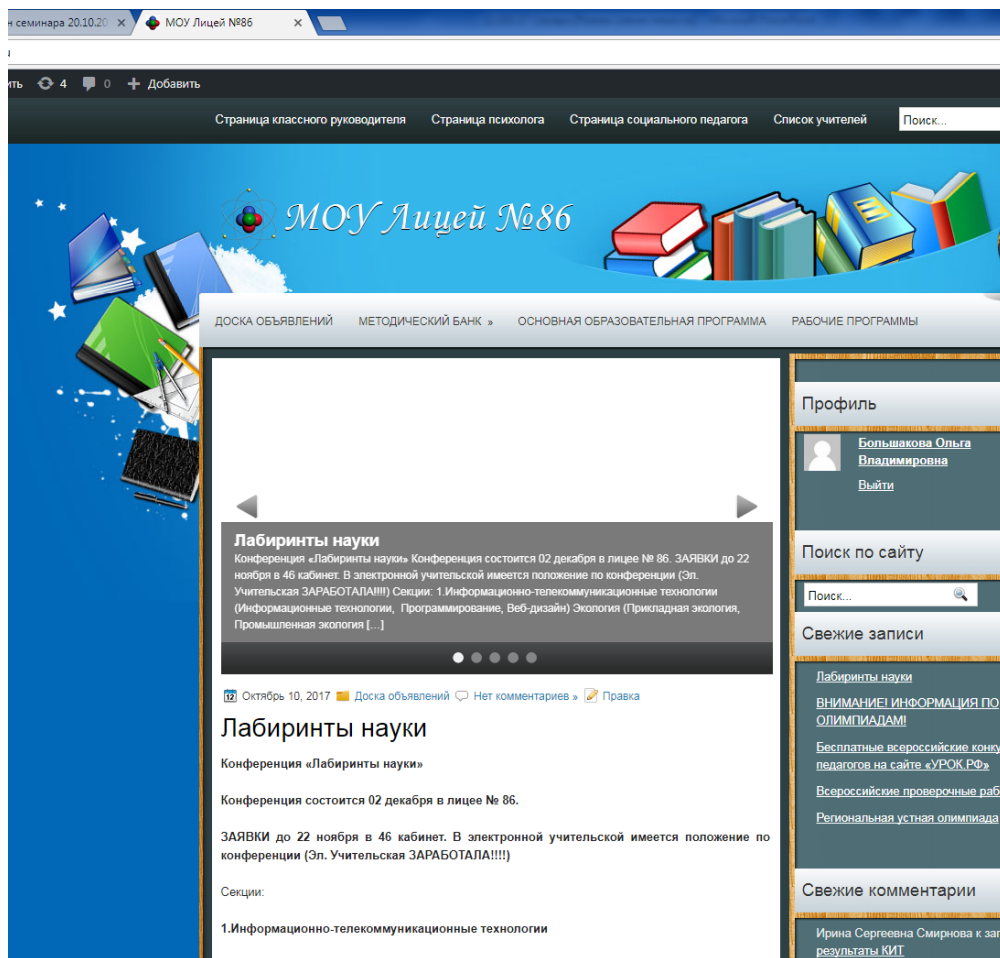 н семинара 20.10.20
МОУ Лицей №86
ить 4 0 Добавить
Страница классного руководителя Страница психолога Страница социального педагога Список учителей Поиск...
МОУ Лицей №86
ДОСКА ОБЪЯВЛЕНИЙ МЕТОДИЧЕСКИЙ БАНК » ОСНОВНАЯ ОБРАЗОВАТЕЛЬНАЯ ПРОГРАММА РАБОЧИЕ ПРОГРАММЫ
Лабиринты науки
Конференция «Лабиринты науки» Конференция состоится 02 декабря в лицее № 86. ЗАЯВКИ до 22
ноября в 46 кабинет. В электронной учительской имеется положение по конференции (Эл.
Учительская ЗАРАБОТАЛА!!!!) Секции: 1.Информационно-телекоммуникационные технологии
(Информационные технологии, Программирование, Веб-дизайн) Экология (Прикладная экология,
Промышленная экология [...]
12 Октябрь 10, 2017 Доска объявлений Нет комментариев » Правка
Лабиринты науки
Конференция «Лабиринты науки»
Конференция состоится 02 декабря в лицее № 86.
ЗАЯВКИ до 22 ноября в 46 кабинет. В электронной учительской имеется положение по
конференции (Эл. Учительская ЗАРАБОТАЛА!!!!)
Секции:
1.Информационно-телекоммуникационные технологии
Профиль
Большакова Ольга
Владимировна
Выйти
Поиск по сайту
Поиск...
Свежие записи
Лабиринты науки
ВНИМАНИЕ! ИНФОРМАЦИЯ ПО
ОЛИМПИАДАМ!
Бесплатные всероссийские конку
педагогов на сайте «УРОК.РФ»
Всероссийские проверочные раб
Региональная устная олимпиада
Свежие комментарии
Ирина Сергеевна Смирнова к зап
результаты КИТ